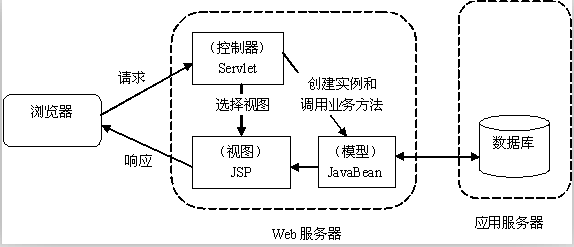 （控制器）
Servlet
请求
创建实例和
调用业务方法
浏览器
选择视图
（视图）
JSP
（模型）
JavaBean
数据库
响应
Web 服务器
应用服务器